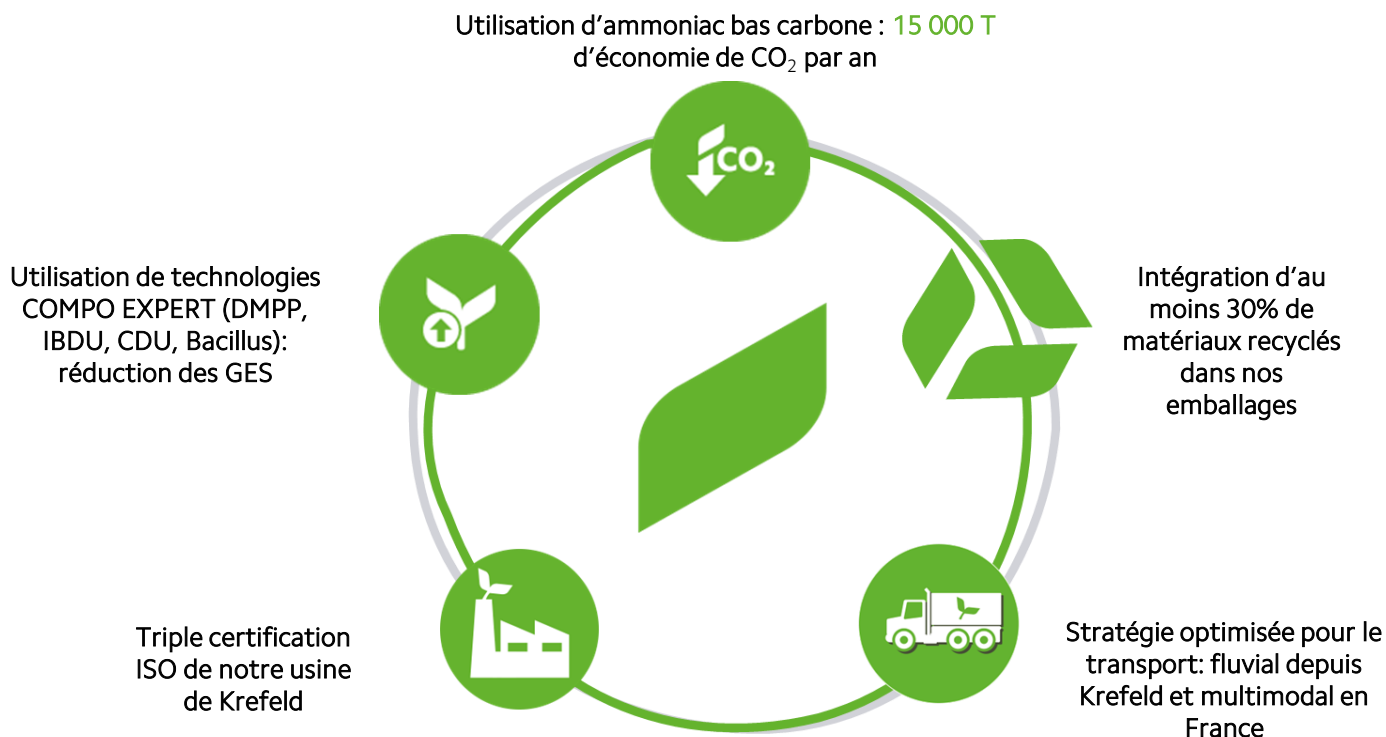 Utilisation d’ammoniac bas carbone : 15 000 T
d’économie de CO₂ par an
CO₂
Utilisation de technologies
COMPO EXPERT (DMPP,
IBDU, CDU, Bacillus):
réduction des GES
Intégration d’au
moins 30% de
matériaux recyclés
dans nos
emballages
Triple certification
ISO de notre usine
de Krefeld
Stratégie optimisée pour le
transport: fluvial depuis
Krefeld et multimodal en
France